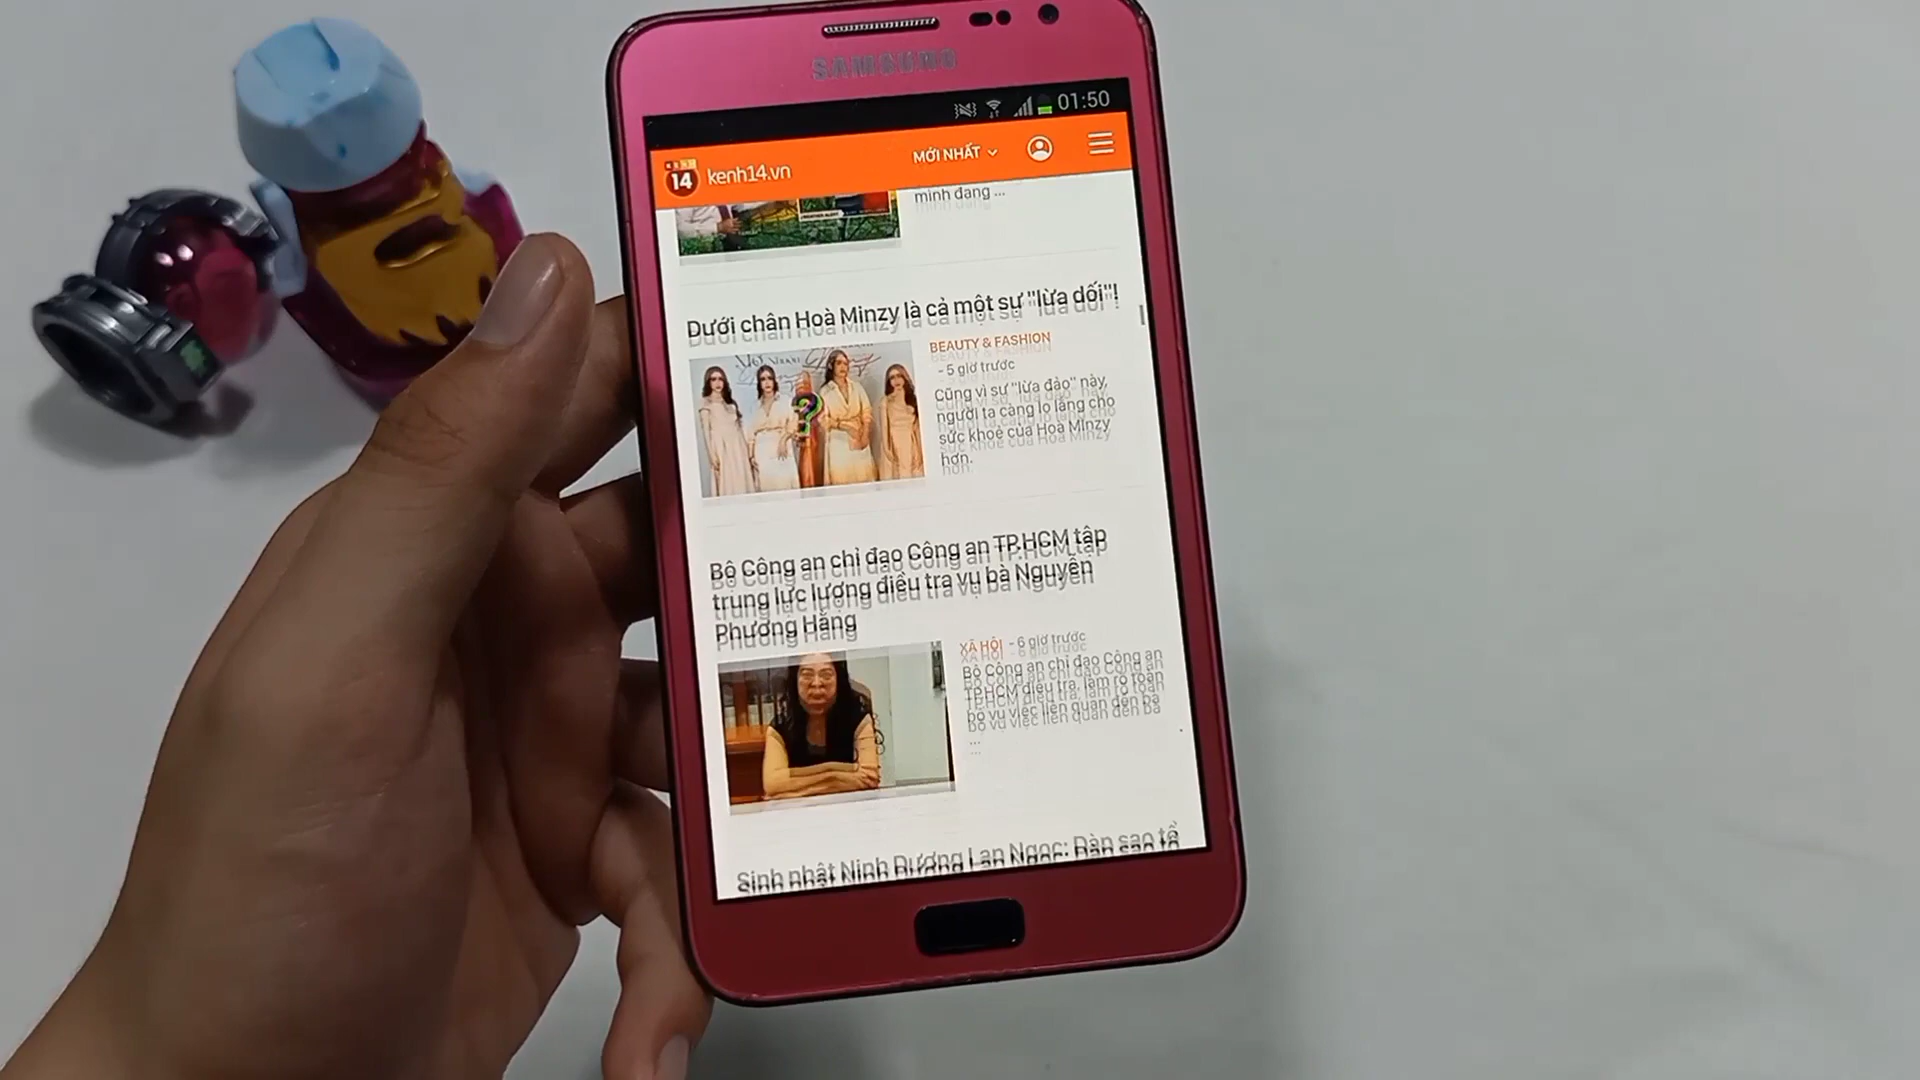 SAMSUNG
01:50
14 kenh14.vn
MỚI NHẤT
minh đang ...
Dưới chân Hoà Minzy là cả một sự "lừa dối"!
BEAUTY & FASHION
- 5 giờ trước
Cũng vì sự "lừa đảo" này,
người ta càng lo lắng cho
sức khoẻ của Hoà Minzy
hơn.
Bộ Công an chỉ đạo Công an TP.HCM tập
trung lực lượng điều tra vụ bà Nguyễn
Phương Hằng
XÃ HỘI - 6 giờ trước
Bộ Công an chỉ đạo Công an
TPHCM điều tra, làm rõ toàn
bộ vụ việc liên quan đến bà
...
Sinh nhật Ninh Dương Lan Ngọc: Dàn sao tề